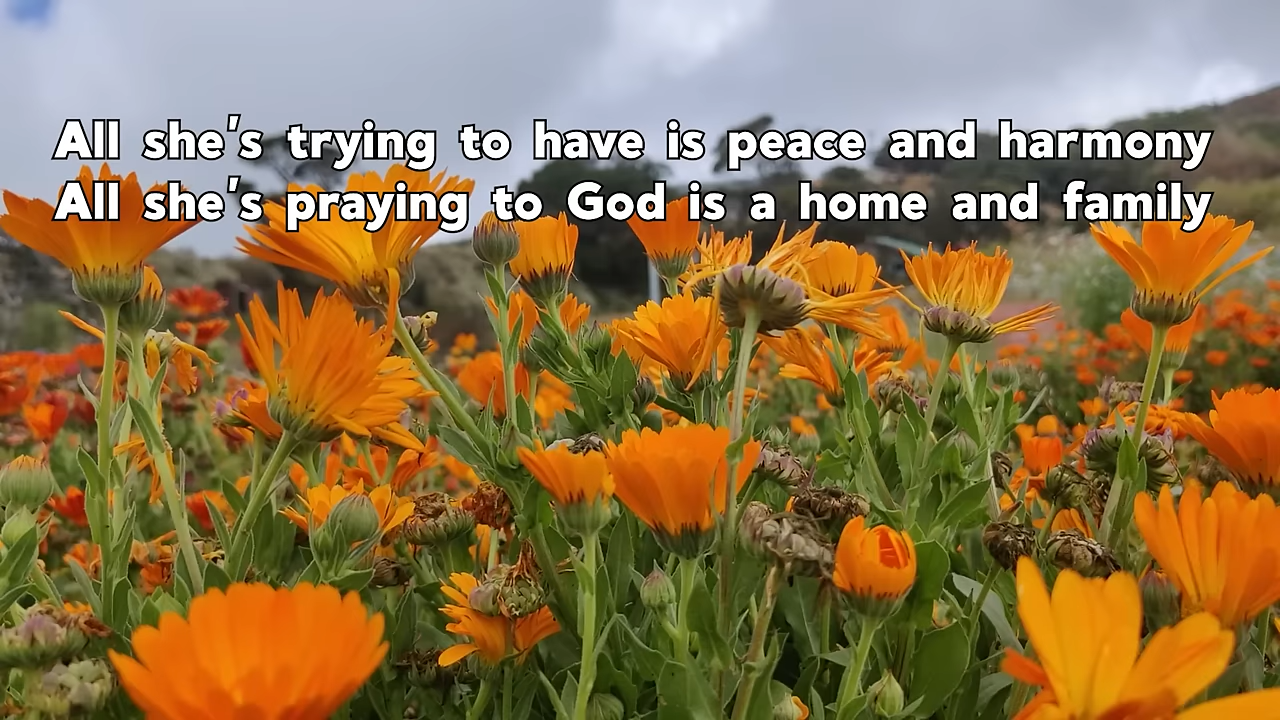 All she's trying to have is peace and harmony
All she's praying to God is a home and family